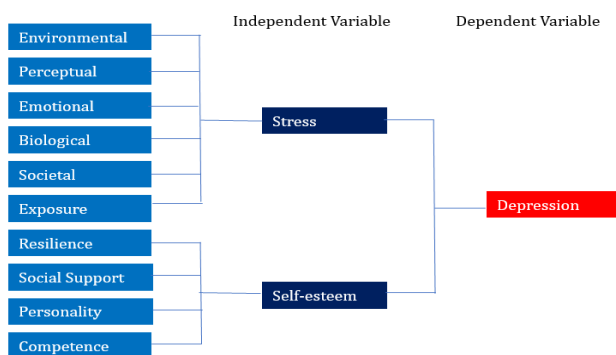 Independent Variable
Dependent Variable
Environmental
Perceptual
Emotional
Biological
Societal
Exposure
Resilience
Social Support
Personality
Competence
Stress
Self-esteem
Depression